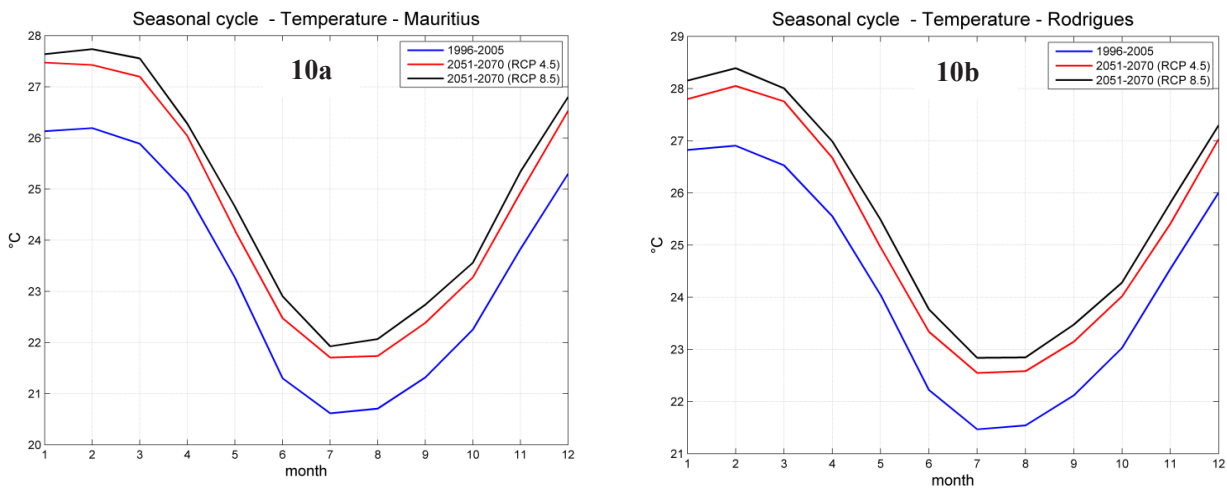 Seasonal cycle - Temperature - Mauritius
28
27
26
25
24
23
22
21
20
°C
10a
1996-2005
2051-2070 (RCP 4.5)
2051-2070 (RCP 8.5)
1 2 3 4 5 6 7 8 9 10 11 12
month
Seasonal cycle - Temperature - Rodrigues
29
28
27
26
25
24
23
22
21
°C
10b
1996-2005
2051-2070 (RCP 4.5)
2051-2070 (RCP 8.5)
1 2 3 4 5 6 7 8 9 10 11 12
month